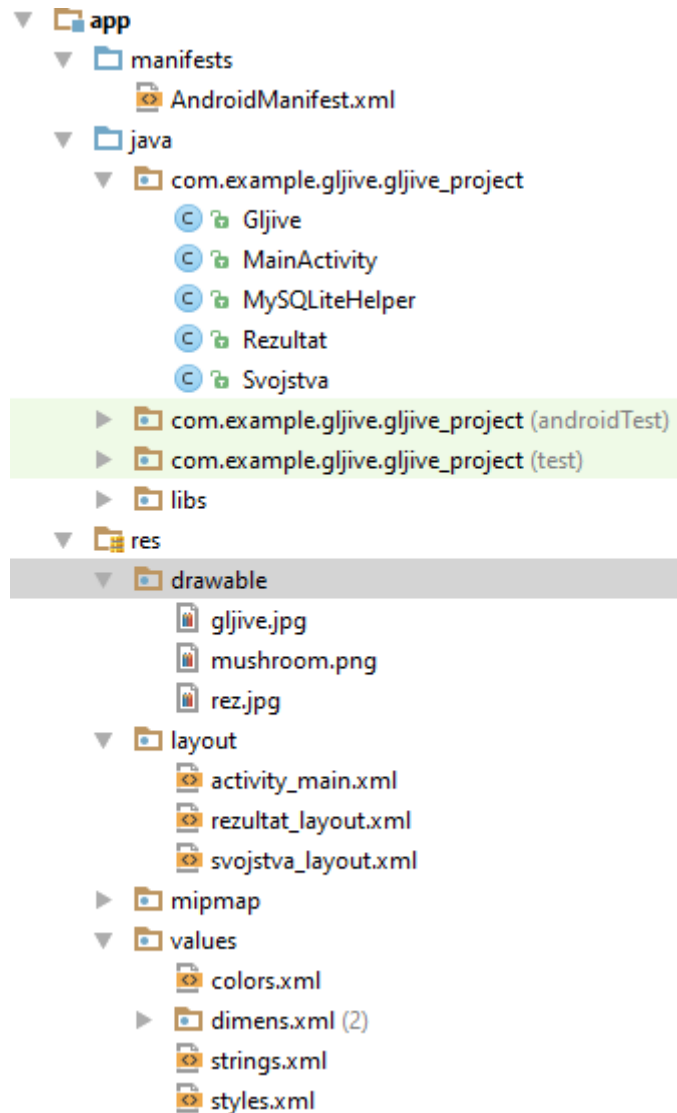 app
manifests
AndroidManifest.xml
java
com.example.gljive.gljive_project
Gljive
MainActivity
MySQLiteHelper
Rezultat
Svojstva
com.example.gljive.gljive_project (androidTest)
com.example.gljive.gljive_project (test)
libs
res
drawable
gljive.jpg
mushroom.png
rez.jpg
layout
activity_main.xml
rezultat_layout.xml
svojstva_layout.xml
mipmap
values
colors.xml
dimens.xml (2)
strings.xml
styles.xml